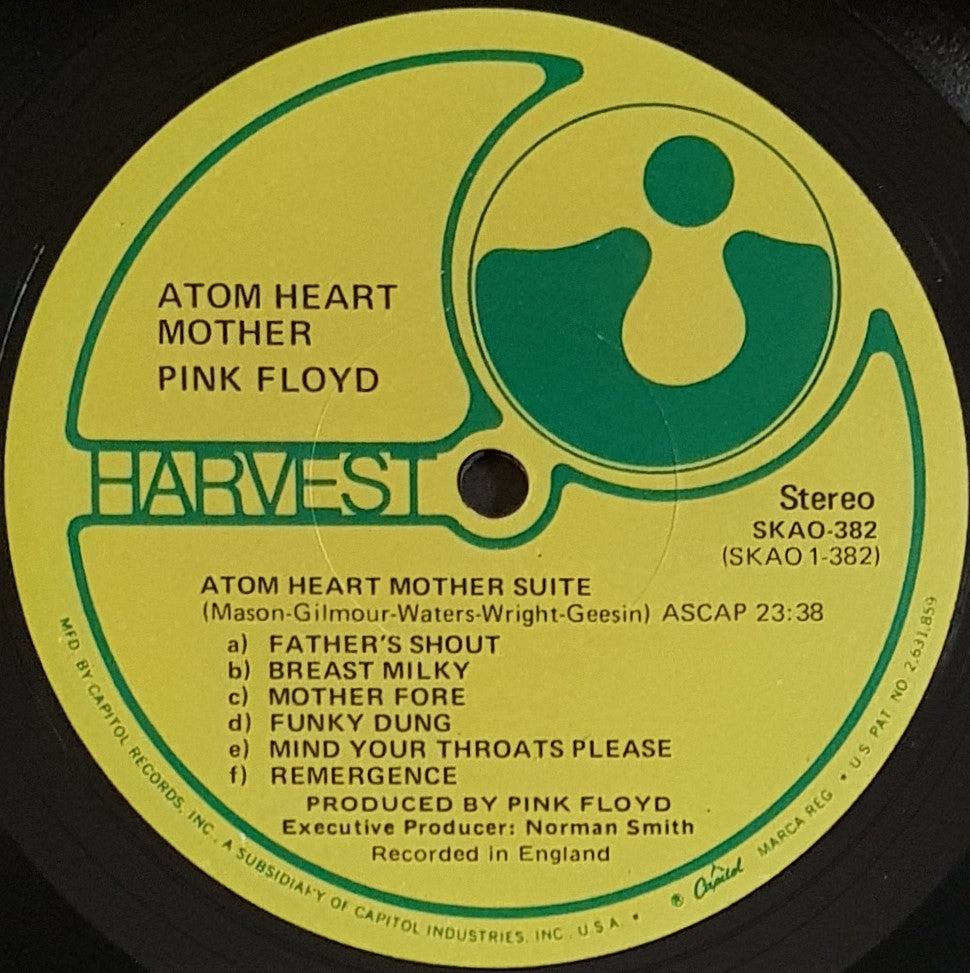 ATOM HEART
MOTHER
PINK FLOYD
HARVEST
Stereo
SKAO-382
(SKAO 1-382)
ATOM HEART MOTHER SUITE
(Mason-Gilmour-Waters-Wright-Geesin) ASCAP 23:38
a) FATHER'S SHOUT
b) BREAST MILKY
c) MOTHER FORE
d) FUNKY DUNG
e) MIND YOUR THROATS PLEASE
f) REMERGENCE
PRODUCED BY PINK FLOYD
Executive Producer: Norman Smith
Recorded in England
MFD. BY CAPITOL RECORDS, INC., A SUBSIDIARY OF CAPITOL INDUSTRIES, INC., U.S.A. • ® Capitol MARCA REG. • U.S. PAT. NO. 2,631,859